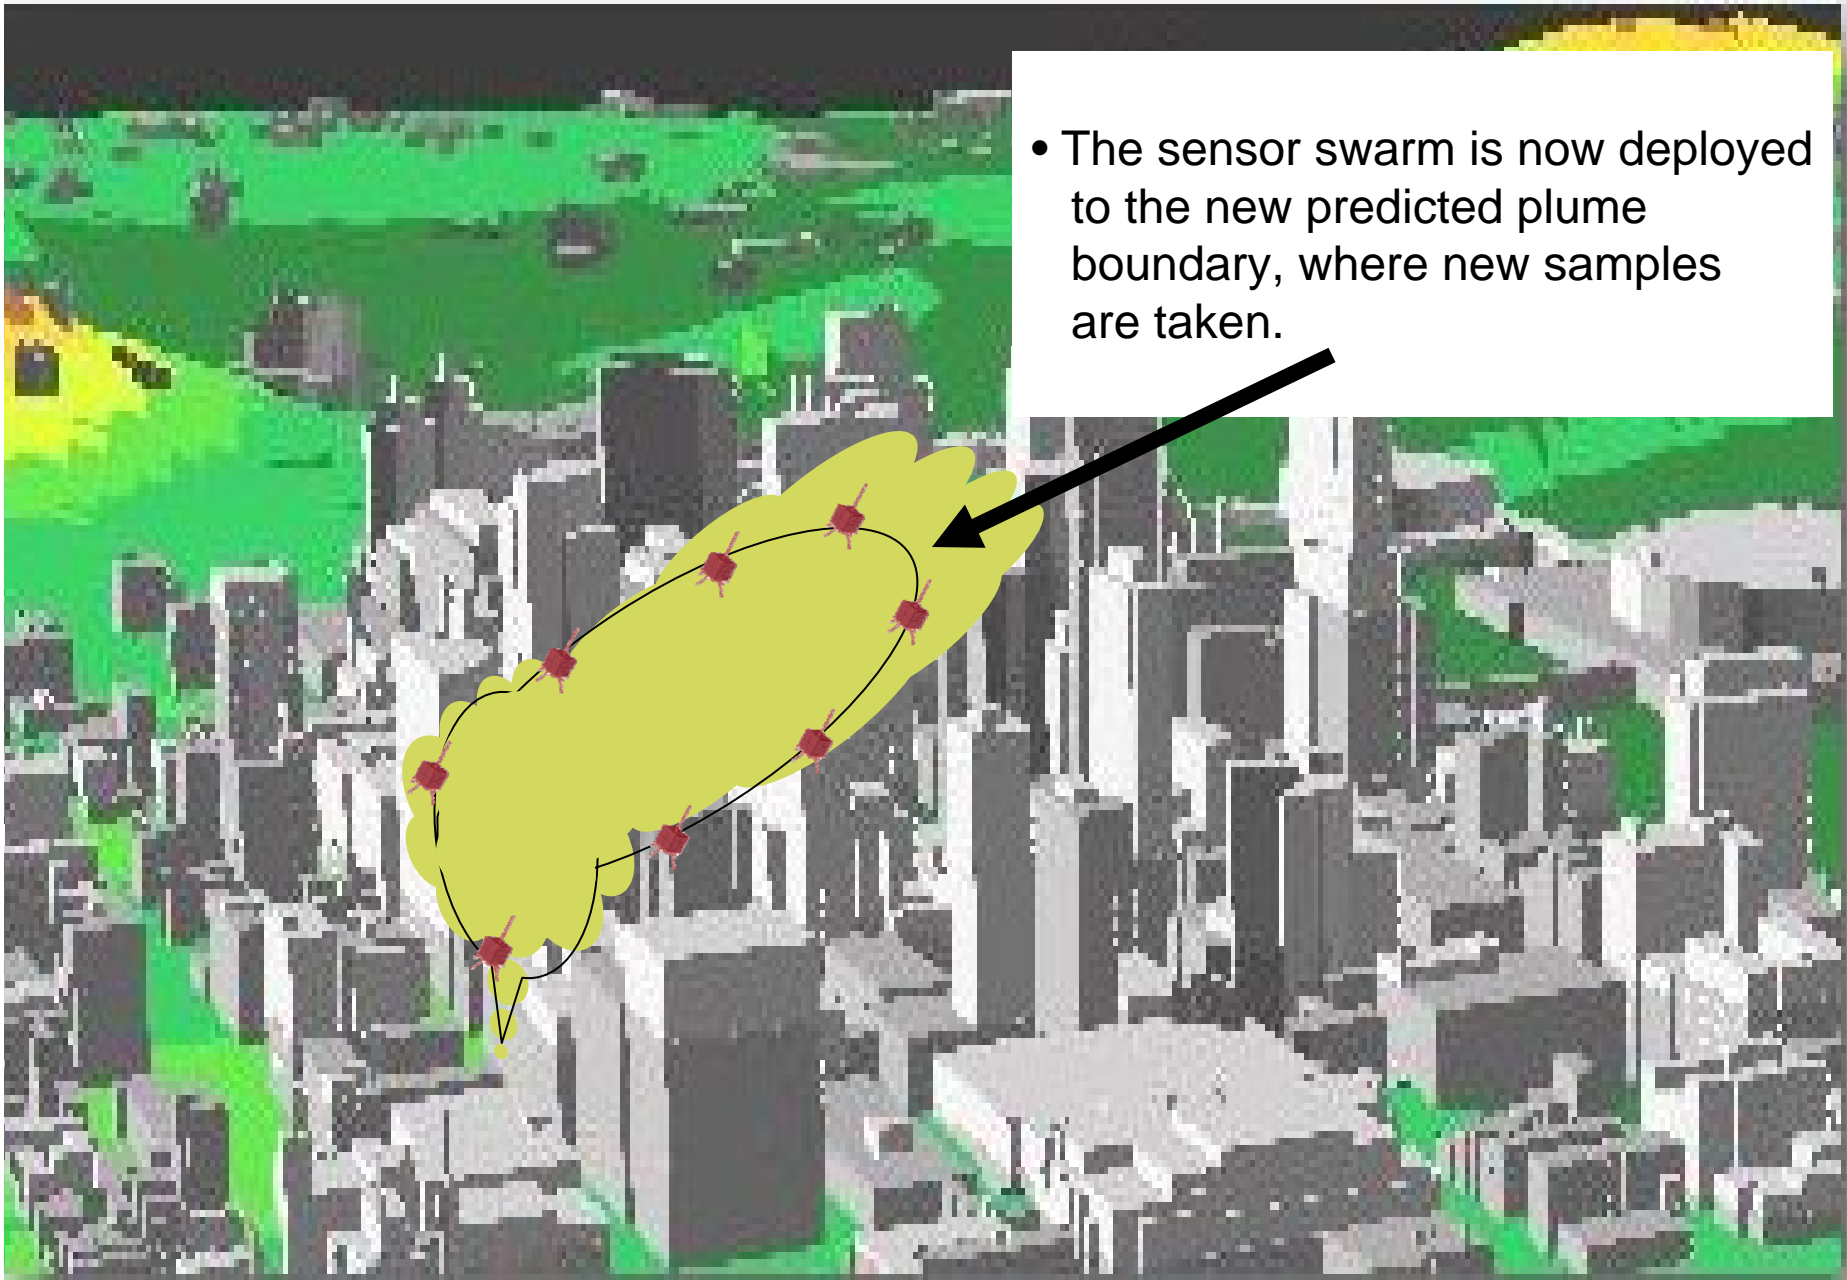 • The sensor swarm is now deployed
to the new predicted plume
boundary, where new samples
are taken.